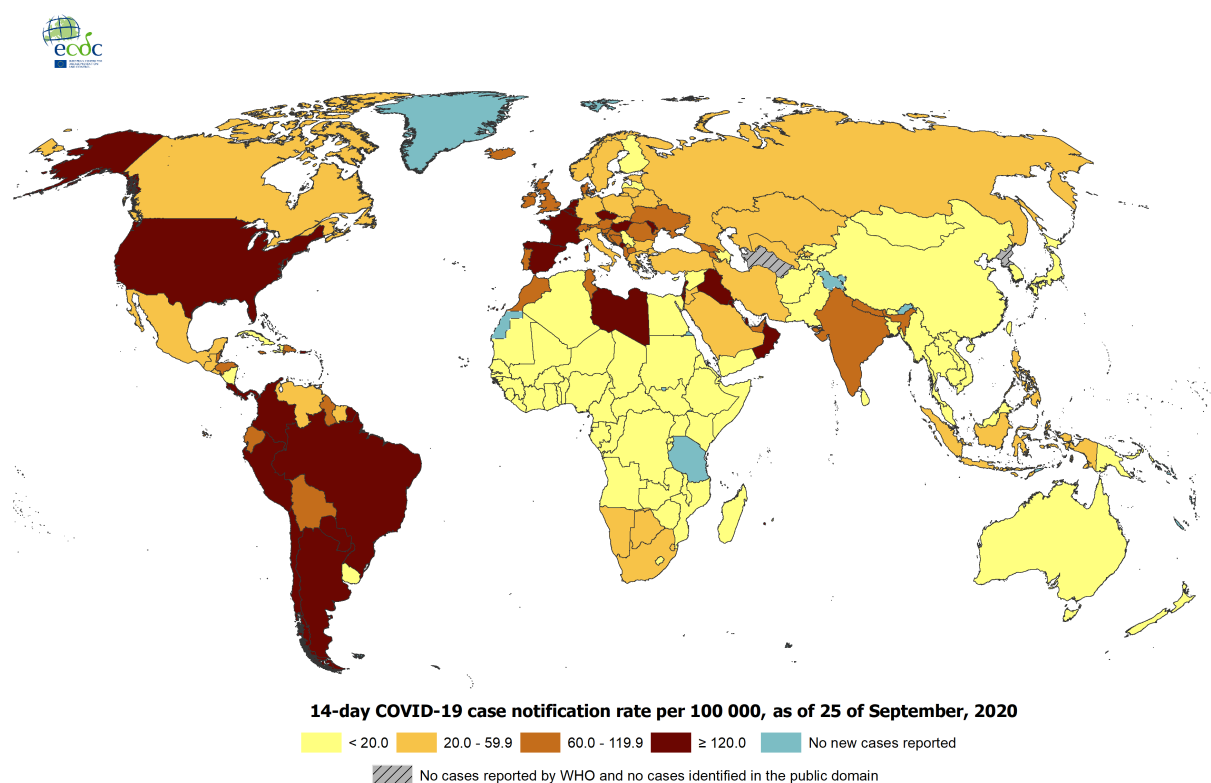 ecdc
14-day COVID-19 case notification rate per 100 000, as of 25 of September, 2020
< 20.0 20.0 - 59.9 60.0 - 119.9 ≥ 120.0 No new cases reported
No cases reported by WHO and no cases identified in the public domain